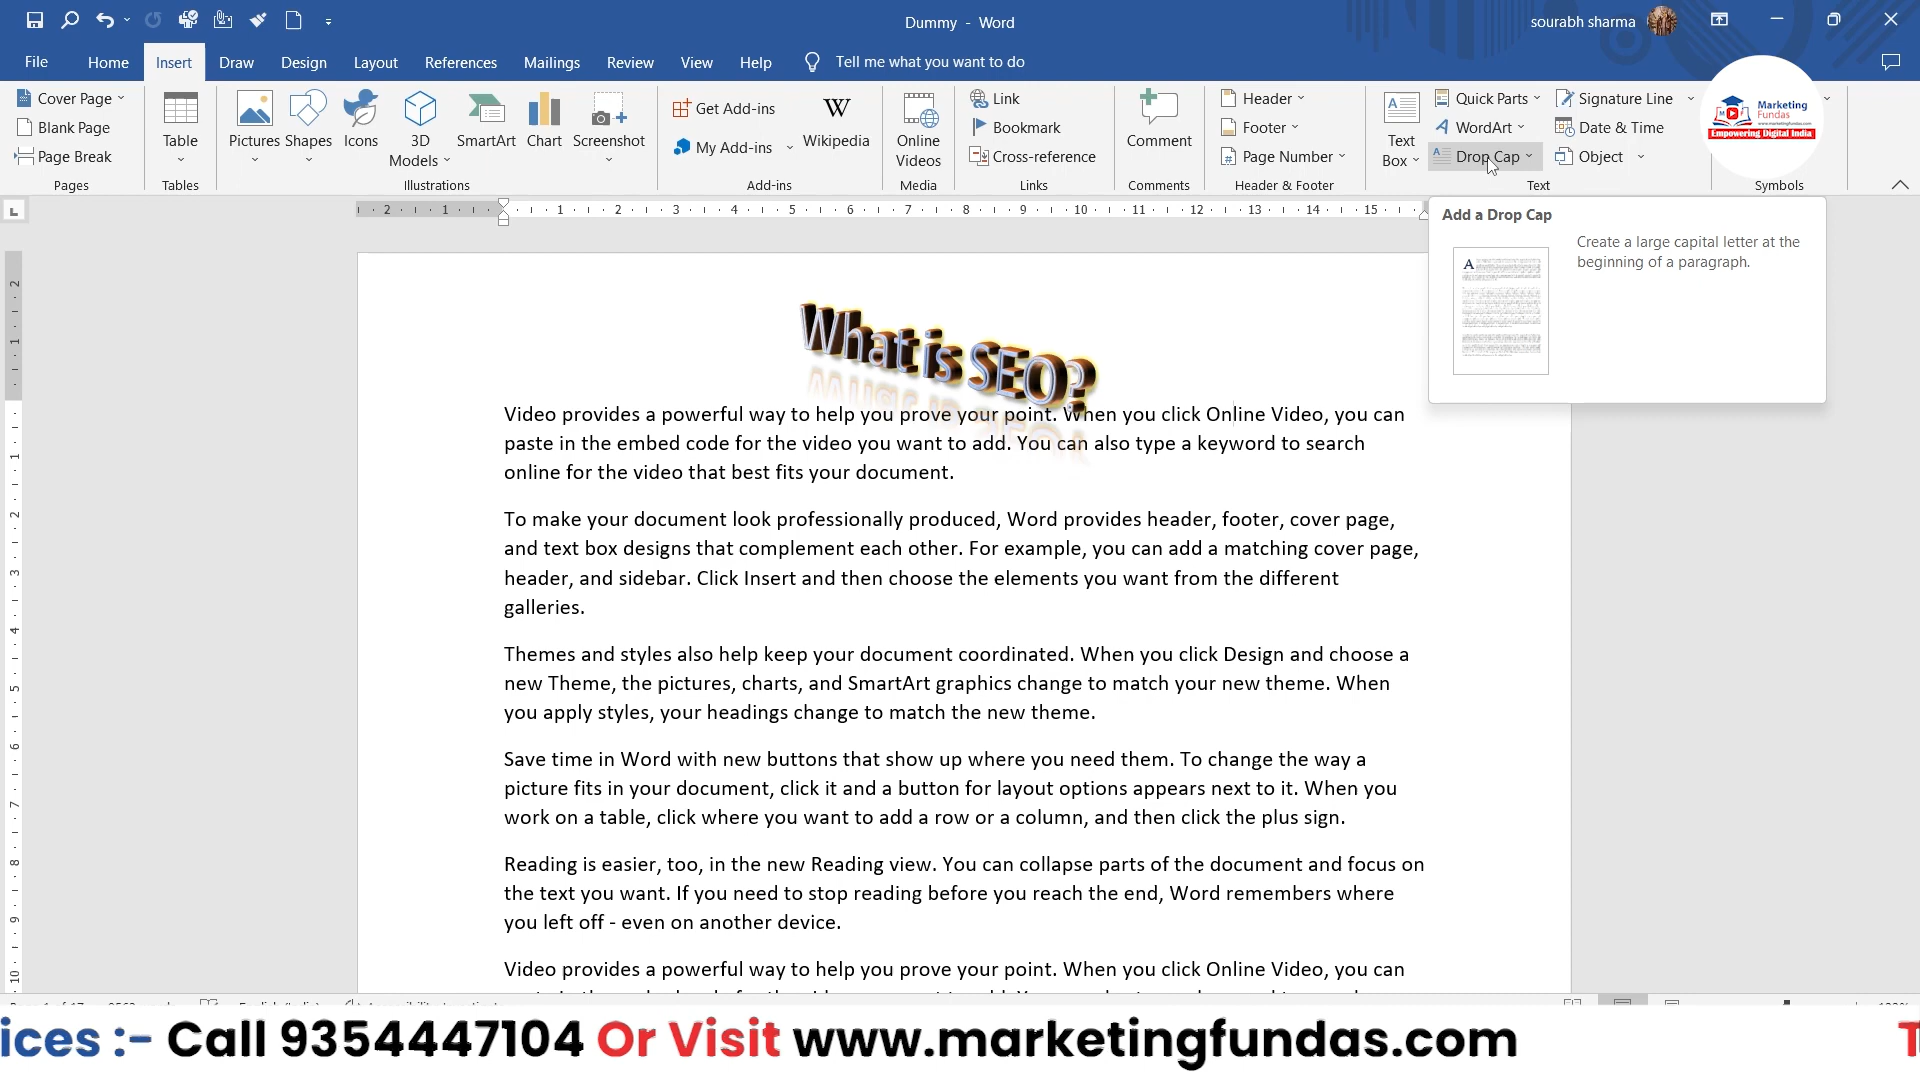 Dummy - Word
sourabh sharma
File Home Insert Draw Design Layout References Mailings Review View Help Tell me what you want to do
Cover Page
Blank Page
Page Break
Pages
Table
Tables
Pictures Shapes Icons 3D Models SmartArt Chart Screenshot
Illustrations
Get Add-ins
My Add-ins
Wikipedia
Add-ins
Online Videos
Media
Link
Bookmark
Cross-reference
Links
Comment
Comments
Header
Footer
Page Number
Header & Footer
Text Box
Quick Parts
WordArt
Drop Cap
Signature Line
Date & Time
Object
Text
Symbols
Marketing
Fundas
Empowering Digital India
2 1 1 2 3 4 5 6 7 8 9 10 11 12 13 14 15
Add a Drop Cap
Create a large capital letter at the
beginning of a paragraph.
What is SEO?
Video provides a powerful way to help you prove your point. When you click Online Video, you can
paste in the embed code for the video you want to add. You can also type a keyword to search
online for the video that best fits your document.
To make your document look professionally produced, Word provides header, footer, cover page,
and text box designs that complement each other. For example, you can add a matching cover page,
header, and sidebar. Click Insert and then choose the elements you want from the different
galleries.
Themes and styles also help keep your document coordinated. When you click Design and choose a
new Theme, the pictures, charts, and SmartArt graphics change to match your new theme. When
you apply styles, your headings change to match the new theme.
Save time in Word with new buttons that show up where you need them. To change the way a
picture fits in your document, click it and a button for layout options appears next to it. When you
work on a table, click where you want to add a row or a column, and then click the plus sign.
Reading is easier, too, in the new Reading view. You can collapse parts of the document and focus on
the text you want. If you need to stop reading before you reach the end, Word remembers where
you left off - even on another device.
Video provides a powerful way to help you prove your point. When you click Online Video, you can
ices :- Call 9354447104 Or Visit www.marketingfundas.com